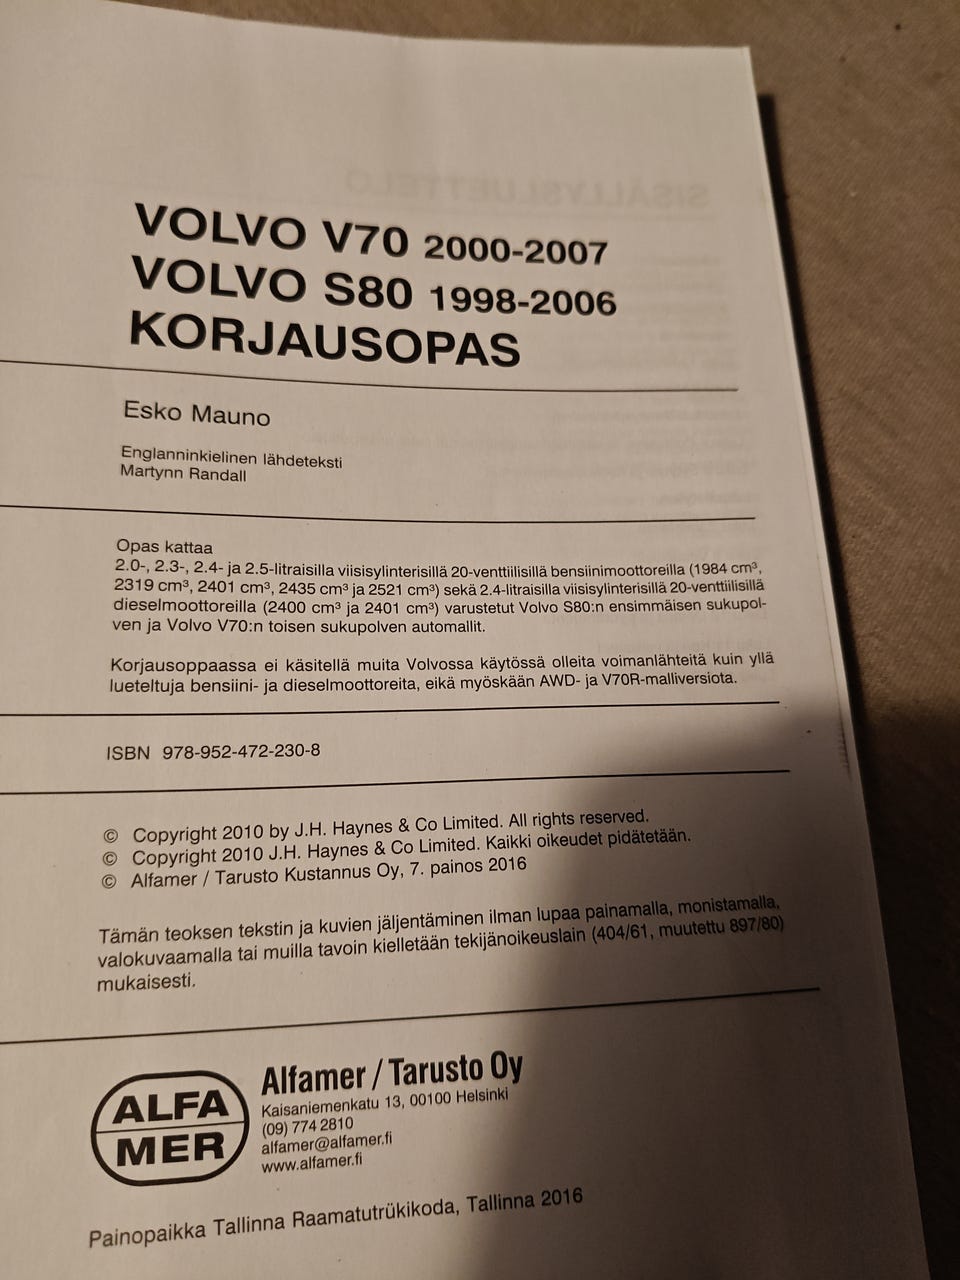 SISÄLLYSLUETTELO
VOLVO V70 2000-2007
VOLVO S80 1998-2006
KORJAUSOPAS
Esko Mauno
Englanninkielinen lähdeteksti
Martynn Randall
Opas kattaa
2.0-, 2.3-, 2.4- ja 2.5-litraisilla viisisylinterisillä 20-venttiilisillä bensiinimoottoreilla (1984 cm³,
2319 cm³, 2401 cm³, 2435 cm³ ja 2521 cm³) sekä 2.4-litraisilla viisisylinterisillä 20-venttiilisillä
dieselmoottoreilla (2400 cm³ ja 2401 cm³) varustetut Volvo S80:n ensimmäisen sukupol-
ven ja Volvo V70:n toisen sukupolven automallit.
Korjausoppaassa ei käsitellä muita Volvossa käytössä olleita voimanlähteitä kuin yllä
lueteltuja bensiini- ja dieselmoottoreita, eikä myöskään AWD- ja V70R-malliversiota.
ISBN 978-952-472-230-8
© Copyright 2010 by J.H. Haynes & Co Limited. All rights reserved.
© Copyright 2010 J.H. Haynes & Co Limited. Kaikki oikeudet pidätetään.
© Alfamer / Tarusto Kustannus Oy, 7. painos 2016
Tämän teoksen tekstin ja kuvien jäljentäminen ilman lupaa painamalla, monistamalla,
valokuvaamalla tai muilla tavoin kielletään tekijänoikeuslain (404/61, muutettu 897/80)
mukaisesti.
ALFA
MER
Alfamer / Tarusto Oy
Kaisaniemenkatu 13, 00100 Helsinki
(09) 774 2810
alfamer@alfamer.fi
www.alfamer.fi
Painopaikka Tallinna Raamatutrükikoda, Tallinna 2016